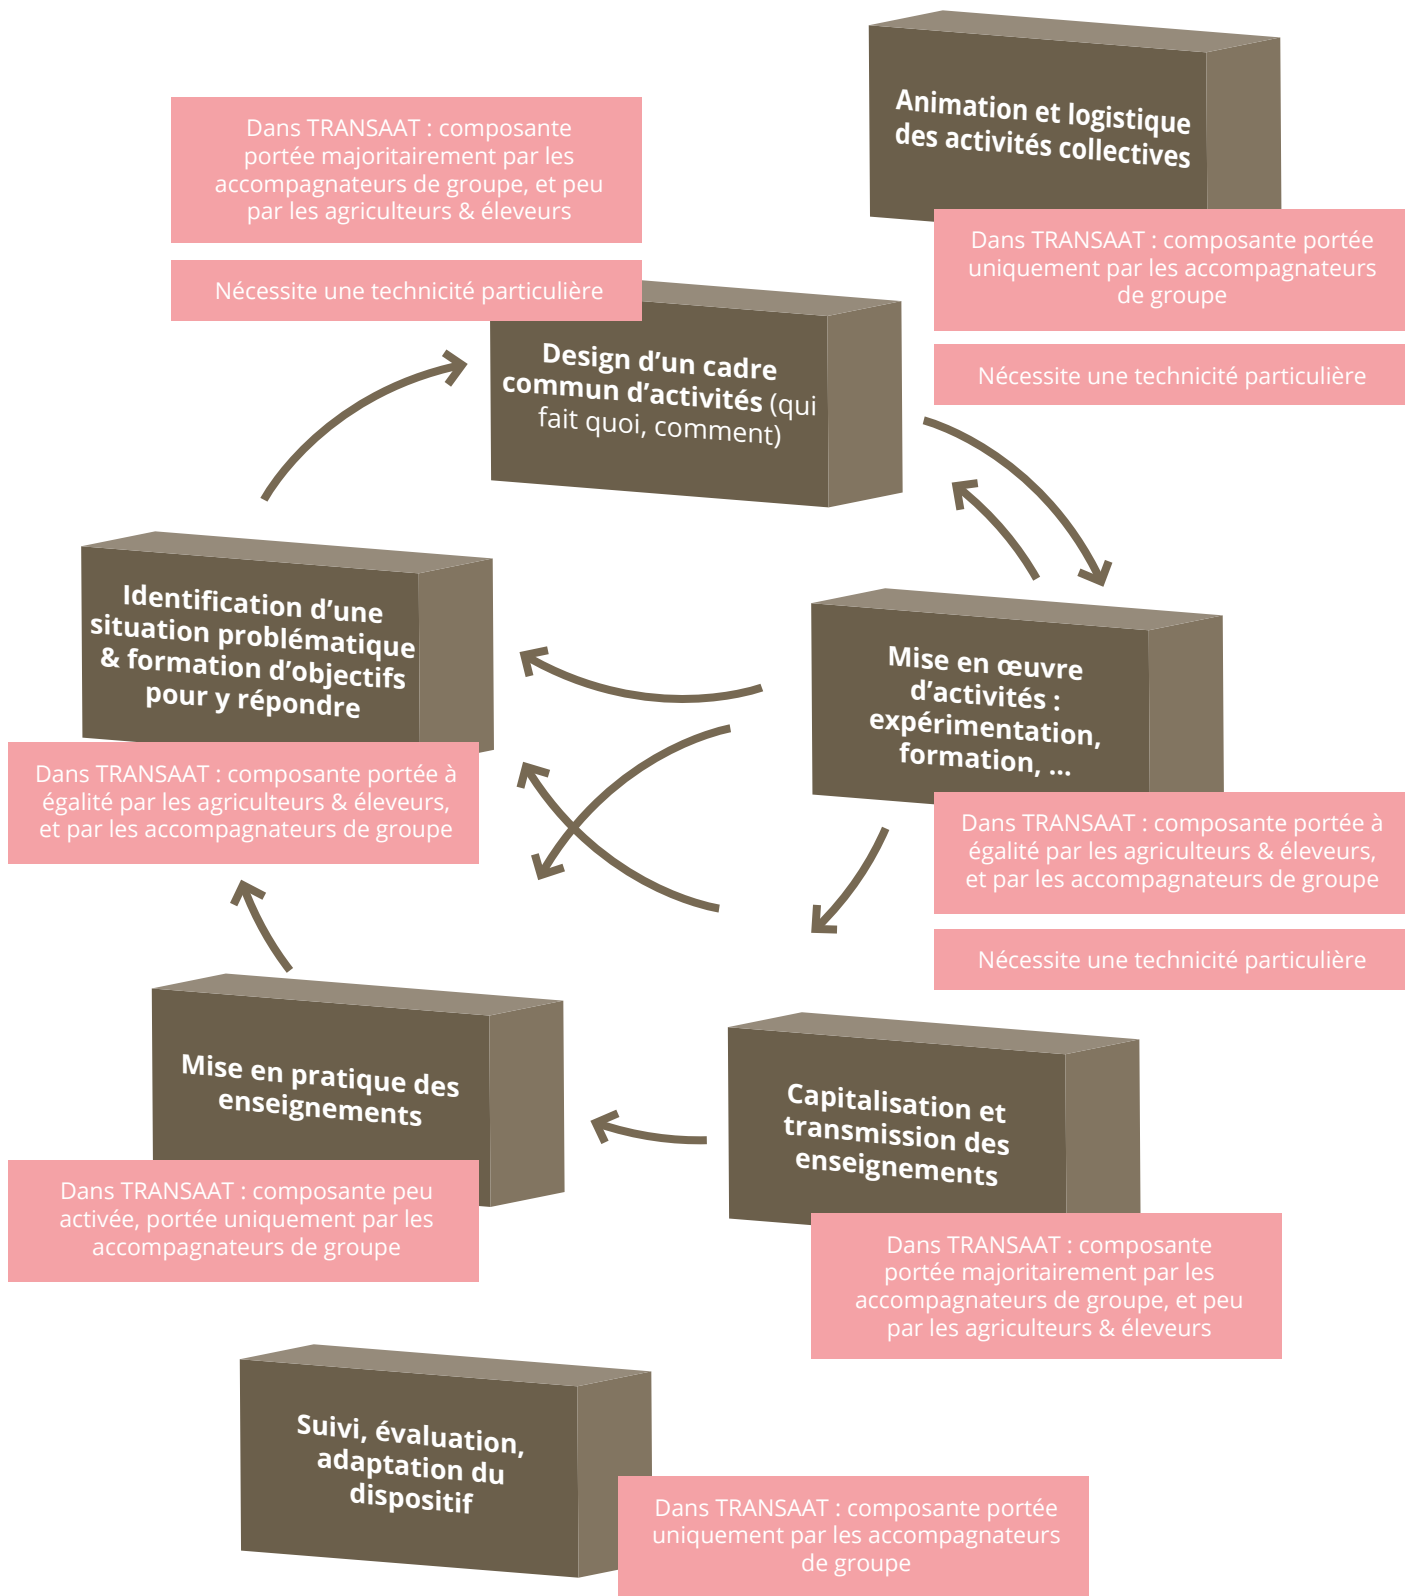 Animation et logistique
des activités collectives
Dans TRANSAAT : composante portée
uniquement par les accompagnateurs
de groupe
Nécessite une technicité particulière
Dans TRANSAAT : composante
portée majoritairement par les
accompagnateurs de groupe, et peu
par les agriculteurs & éleveurs
Nécessite une technicité particulière
Design d’un cadre
commun d’activités (qui
fait quoi, comment)
Identification d’une
situation problématique
& formation d’objectifs
pour y répondre
Dans TRANSAAT : composante portée à
égalité par les agriculteurs & éleveurs,
et par les accompagnateurs de groupe
Mise en œuvre
d’activités :
expérimentation,
formation, ...
Dans TRANSAAT : composante portée à
égalité par les agriculteurs & éleveurs,
et par les accompagnateurs de groupe
Nécessite une technicité particulière
Mise en pratique des
enseignements
Dans TRANSAAT : composante peu
activée, portée uniquement par les
accompagnateurs de groupe
Capitalisation et
transmission des
enseignements
Dans TRANSAAT : composante
portée majoritairement par les
accompagnateurs de groupe, et peu
par les agriculteurs & éleveurs
Suivi, évaluation,
adaptation du
dispositif
Dans TRANSAAT : composante portée
uniquement par les accompagnateurs
de groupe